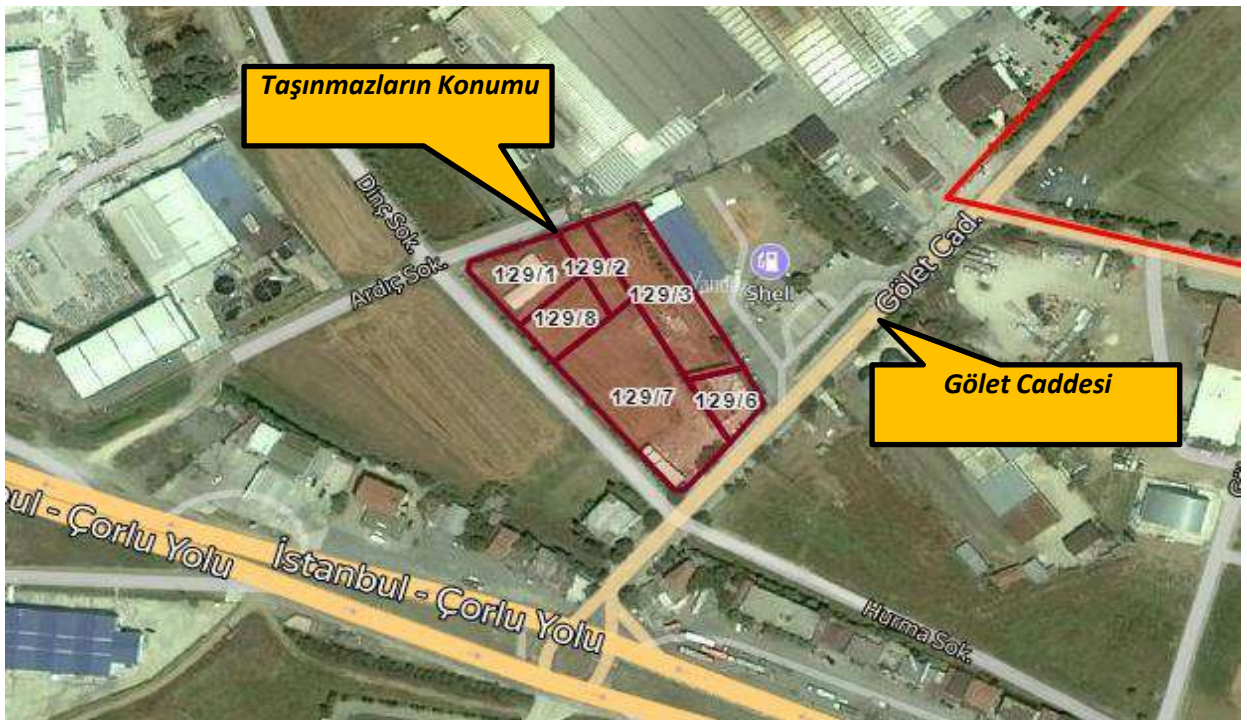 Taşınmazların Konumu
Dinç Sok.
Ardıç Sok.
129/1
129/2
129/3
129/8
129/7
129/6
Shell
Gölet Cad.
Gölet Caddesi
- Çorlu Yolu
İstanbul - Çorlu Yolu
Hurma Sok.